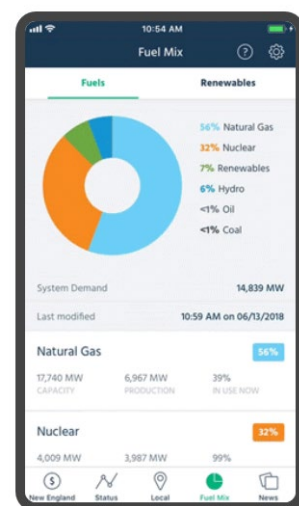 10:54 AM
Fuel Mix
Fuels Renewables
56% Natural Gas
32% Nuclear
7% Renewables
6% Hydro
<1% Oil
<1% Coal
System Demand 14,839 MW
Last modified 10:59 AM on 06/13/2018
Natural Gas 56%
17,740 MW 6,967 MW 39%
CAPACITY PRODUCTION IN USE NOW
Nuclear 32%
4,009 MW 3,987 MW 99%
New England Status Local Fuel Mix News